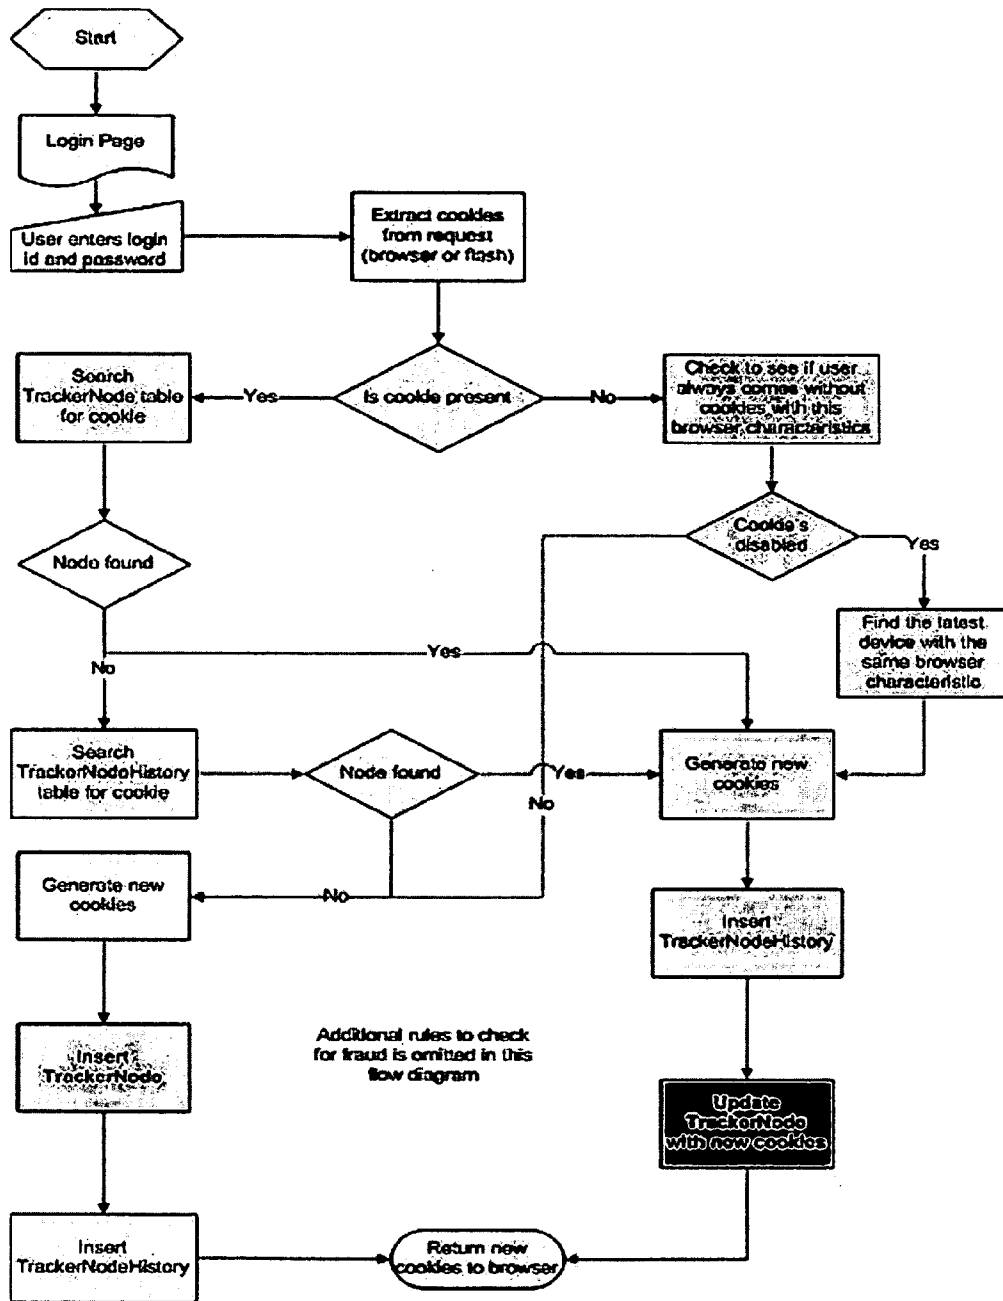 Start
Login Page
User enters login
id and password
Extract cookies
from request
(browser or flash)
Is cookie present
Yes
No
Search
TrackerNode table
for cookie
Check to see if user
always comes without
cookies with this
browser characteristics
Node found
Cookie's
disabled
Yes
Find the latest
device with the
same browser
characteristic
No
Yes
Search
TrackerNodeHistory
table for cookie
Node found
Yes
Generate new
cookies
No
Generate new
cookies
No
Insert
TrackerNodeHistory
Insert
TrackerNode
Additional rules to check
for fraud is omitted in this
flow diagram
Update
TrackerNode
with new cookies
Insert
TrackerNodeHistory
Return new
cookies to browser